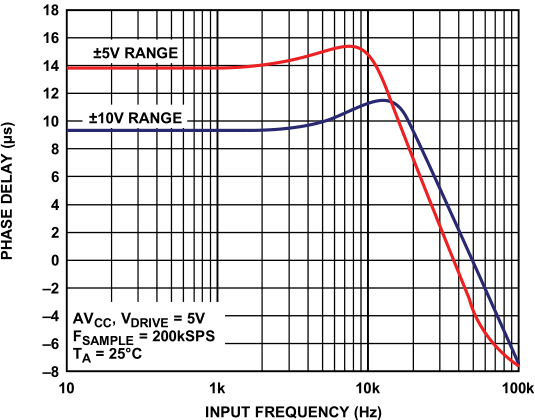 18
16
14
12
10
8
6
4
2
0
–2
–4
–6
–8
PHASE DELAY (µs)
±5V RANGE
±10V RANGE
AVCC, VDRIVE = 5V
FSAMPLE = 200kSPS
TA = 25°C
10 1k 10k 100k
INPUT FREQUENCY (Hz)